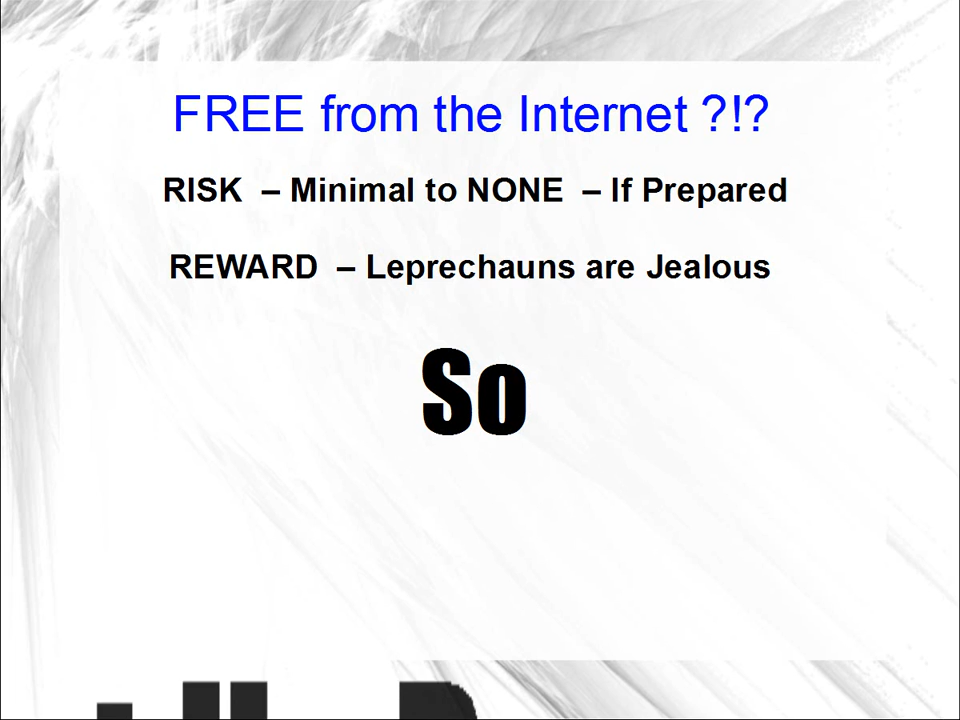 FREE from the Internet ?!?
RISK – Minimal to NONE – If Prepared
REWARD – Leprechauns are Jealous
So